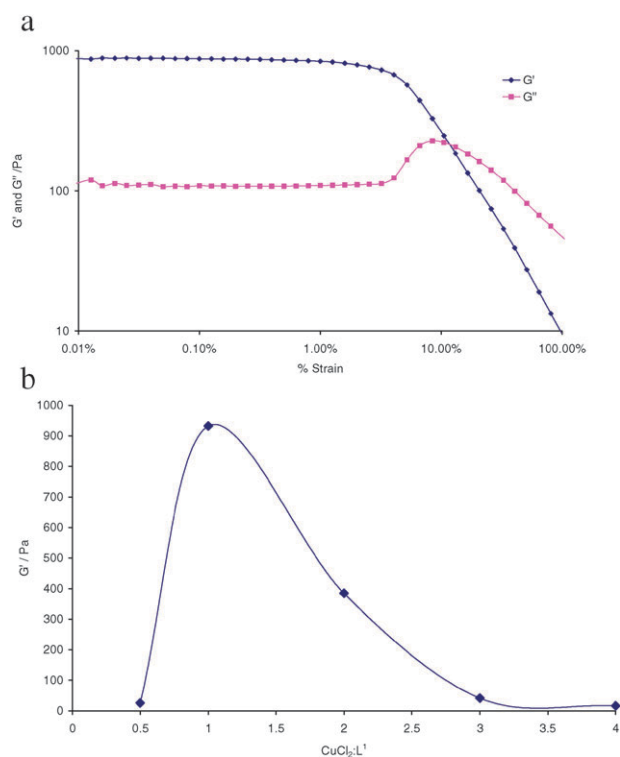 a
1000
100
10
G' and G" /Pa
G'
G"
0.01% 0.10% 1.00% 10.00% 100.00%
% Strain
b
1000
900
800
700
600
500
400
300
200
100
0
G' / Pa
0 0.5 1 1.5 2 2.5 3 3.5 4
CuCl₂:L¹